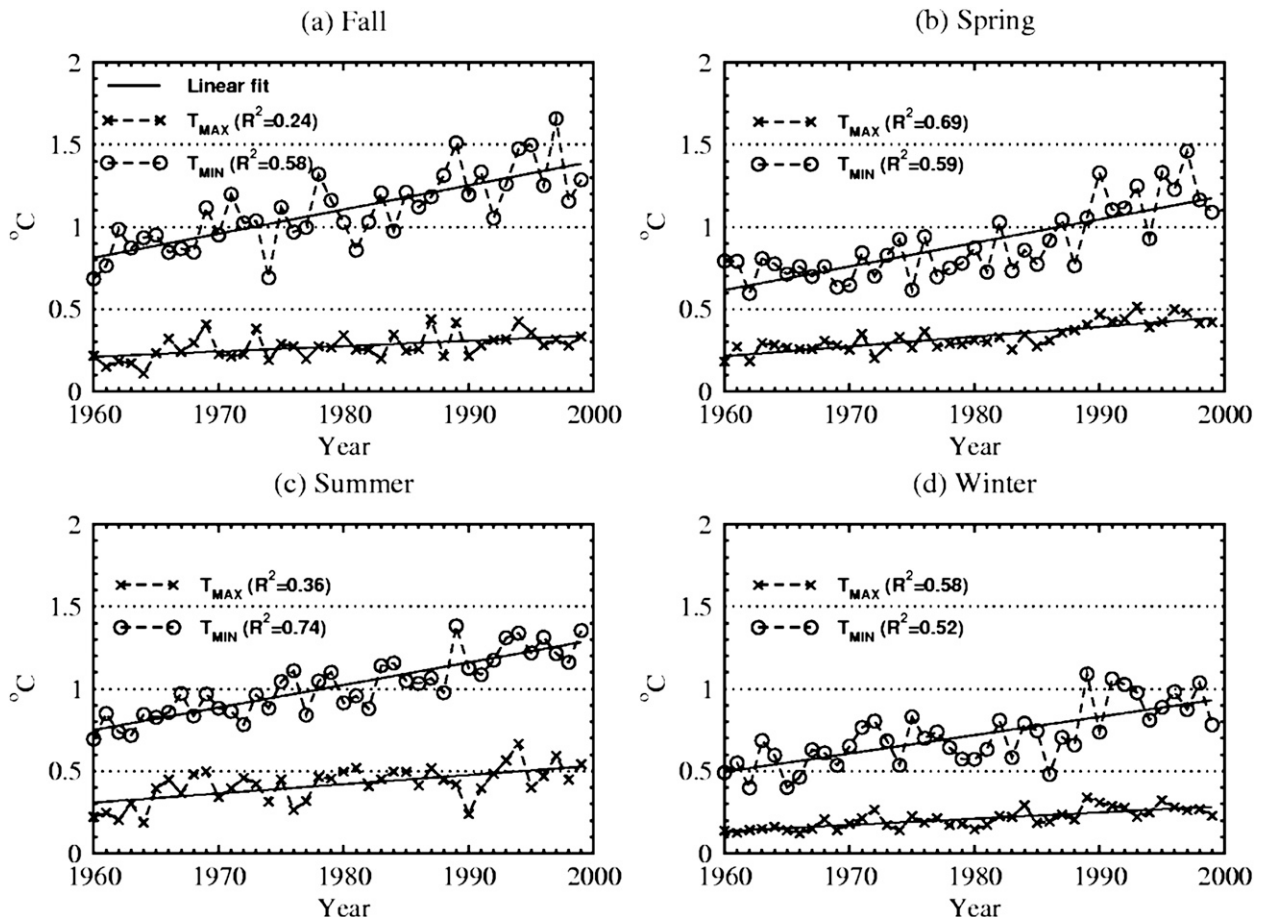 (a) Fall
2
1.5
1
0.5
0
°C
Linear fit
T_MAX (R²=0.24)
T_MIN (R²=0.58)
1960 1970 1980 1990 2000
Year
(b) Spring
2
1.5
1
0.5
0
°C
T_MAX (R²=0.69)
T_MIN (R²=0.59)
1960 1970 1980 1990 2000
Year
(c) Summer
2
1.5
1
0.5
0
°C
T_MAX (R²=0.36)
T_MIN (R²=0.74)
1960 1970 1980 1990 2000
Year
(d) Winter
2
1.5
1
0.5
0
°C
T_MAX (R²=0.58)
T_MIN (R²=0.52)
1960 1970 1980 1990 2000
Year